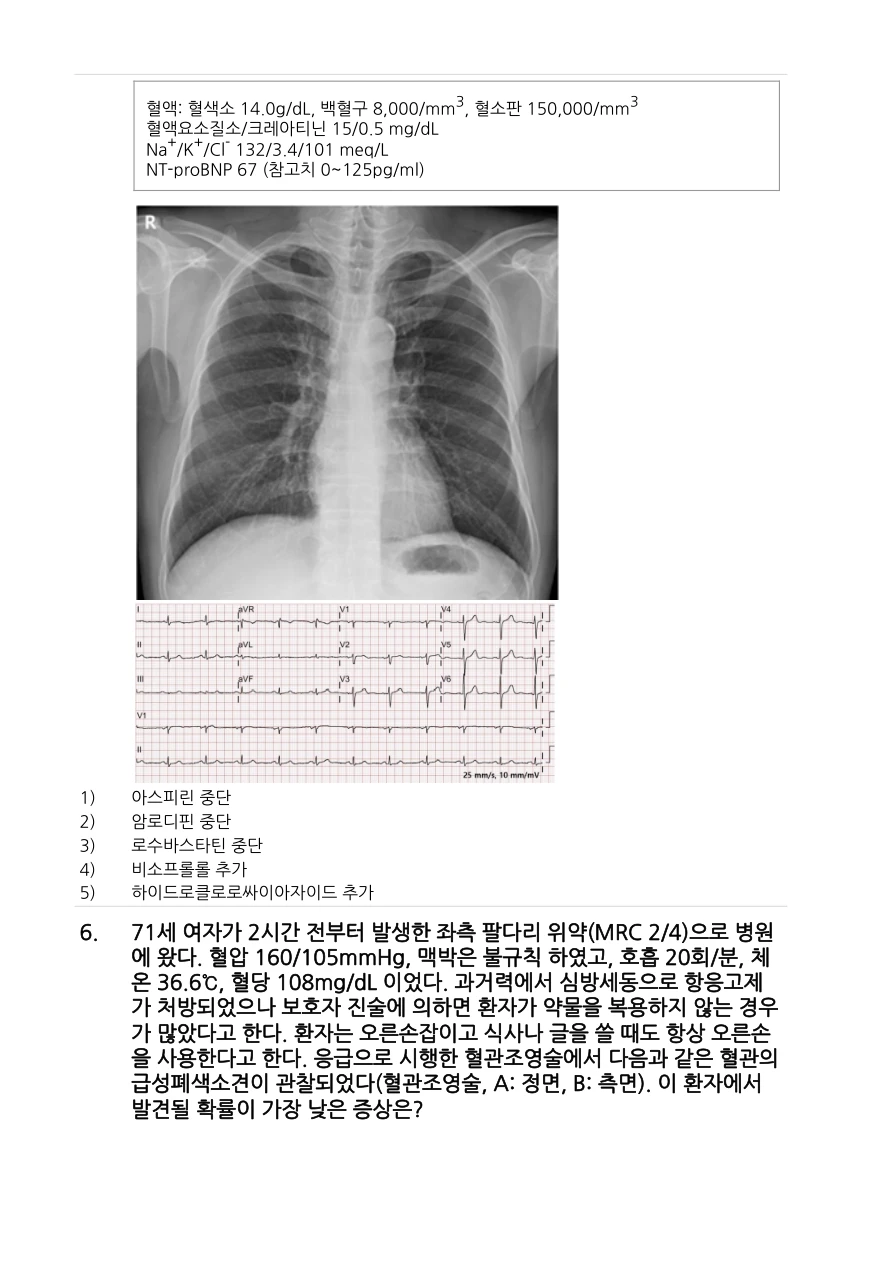 혈액: 혈색소 14.0g/dL, 백혈구 8,000/mm3, 혈소판 150,000/mm3
혈액요소질소/크레아티닌 15/0.5 mg/dL
Na+/K+/Cl- 132/3.4/101 meq/L
NT-proBNP 67 (참고치 0~125pg/ml)
R
I aVR V1 V4
II aVL V2 V5
III aVF V3 V6
V1
II
25 mm/s, 10 mm/mV
1) 아스피린 중단
2) 암로디핀 중단
3) 로수바스타틴 중단
4) 비소프롤롤 추가
5) 하이드로클로로싸이아자이드 추가
6. 71세 여자가 2시간 전부터 발생한 좌측 팔다리 위약(MRC 2/4)으로 병원
에 왔다. 혈압 160/105mmHg, 맥박은 불규칙 하였고, 호흡 20회/분, 체
온 36.6℃, 혈당 108mg/dL 이었다. 과거력에서 심방세동으로 항응고제
가 처방되었으나 보호자 진술에 의하면 환자가 약물을 복용하지 않는 경우
가 많았다고 한다. 환자는 오른손잡이고 식사나 글을 쓸 때도 항상 오른손
을 사용한다고 한다. 응급으로 시행한 혈관조영술에서 다음과 같은 혈관의
급성폐색소견이 관찰되었다(혈관조영술, A: 정면, B: 측면). 이 환자에서
발견될 확률이 가장 낮은 증상은?